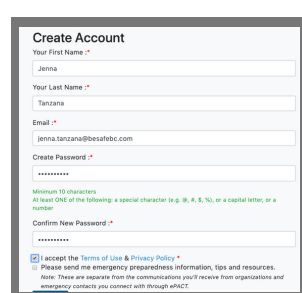 Create Account
Your First Name :*
Jenna
Your Last Name :*
Tanzana
Email :*
jenna.tanzana@besafebc.com
Create Password :*
••••••••••
Minimum 10 characters
At least ONE of the following: a special character (e.g. @, #, $, %), or a capital letter, or a
number
Confirm New Password :*
••••••••••
I accept the Terms of Use & Privacy Policy *
Please send me emergency preparedness information, tips and resources.
Note: These are separate from the communications you'll receive from organizations and
emergency contacts you connect with through ePACT.